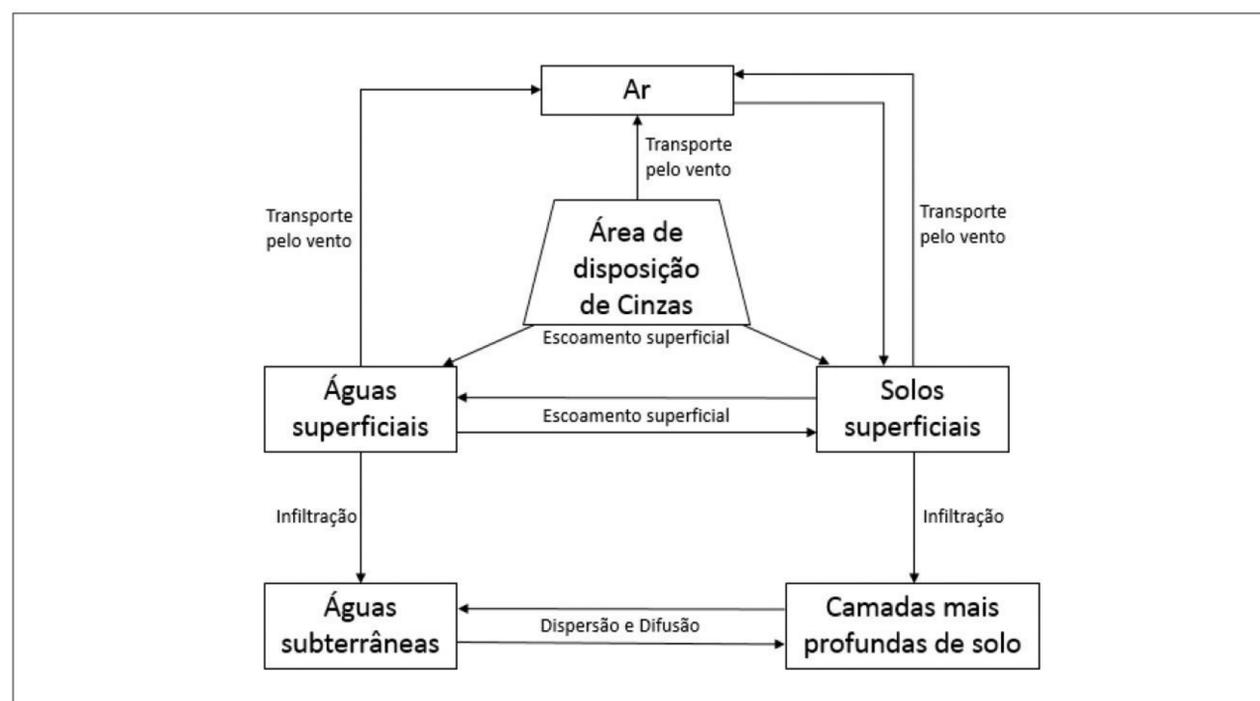 Ar
Transporte
pelo vento
Transporte
pelo vento
Transporte
pelo vento
Área de
disposição
de Cinzas
Escoamento superficial
Águas
superficiais
Escoamento superficial
Solos
superficiais
Infiltração
Infiltração
Águas
subterrâneas
Dispersão e Difusão
Camadas mais
profundas de solo